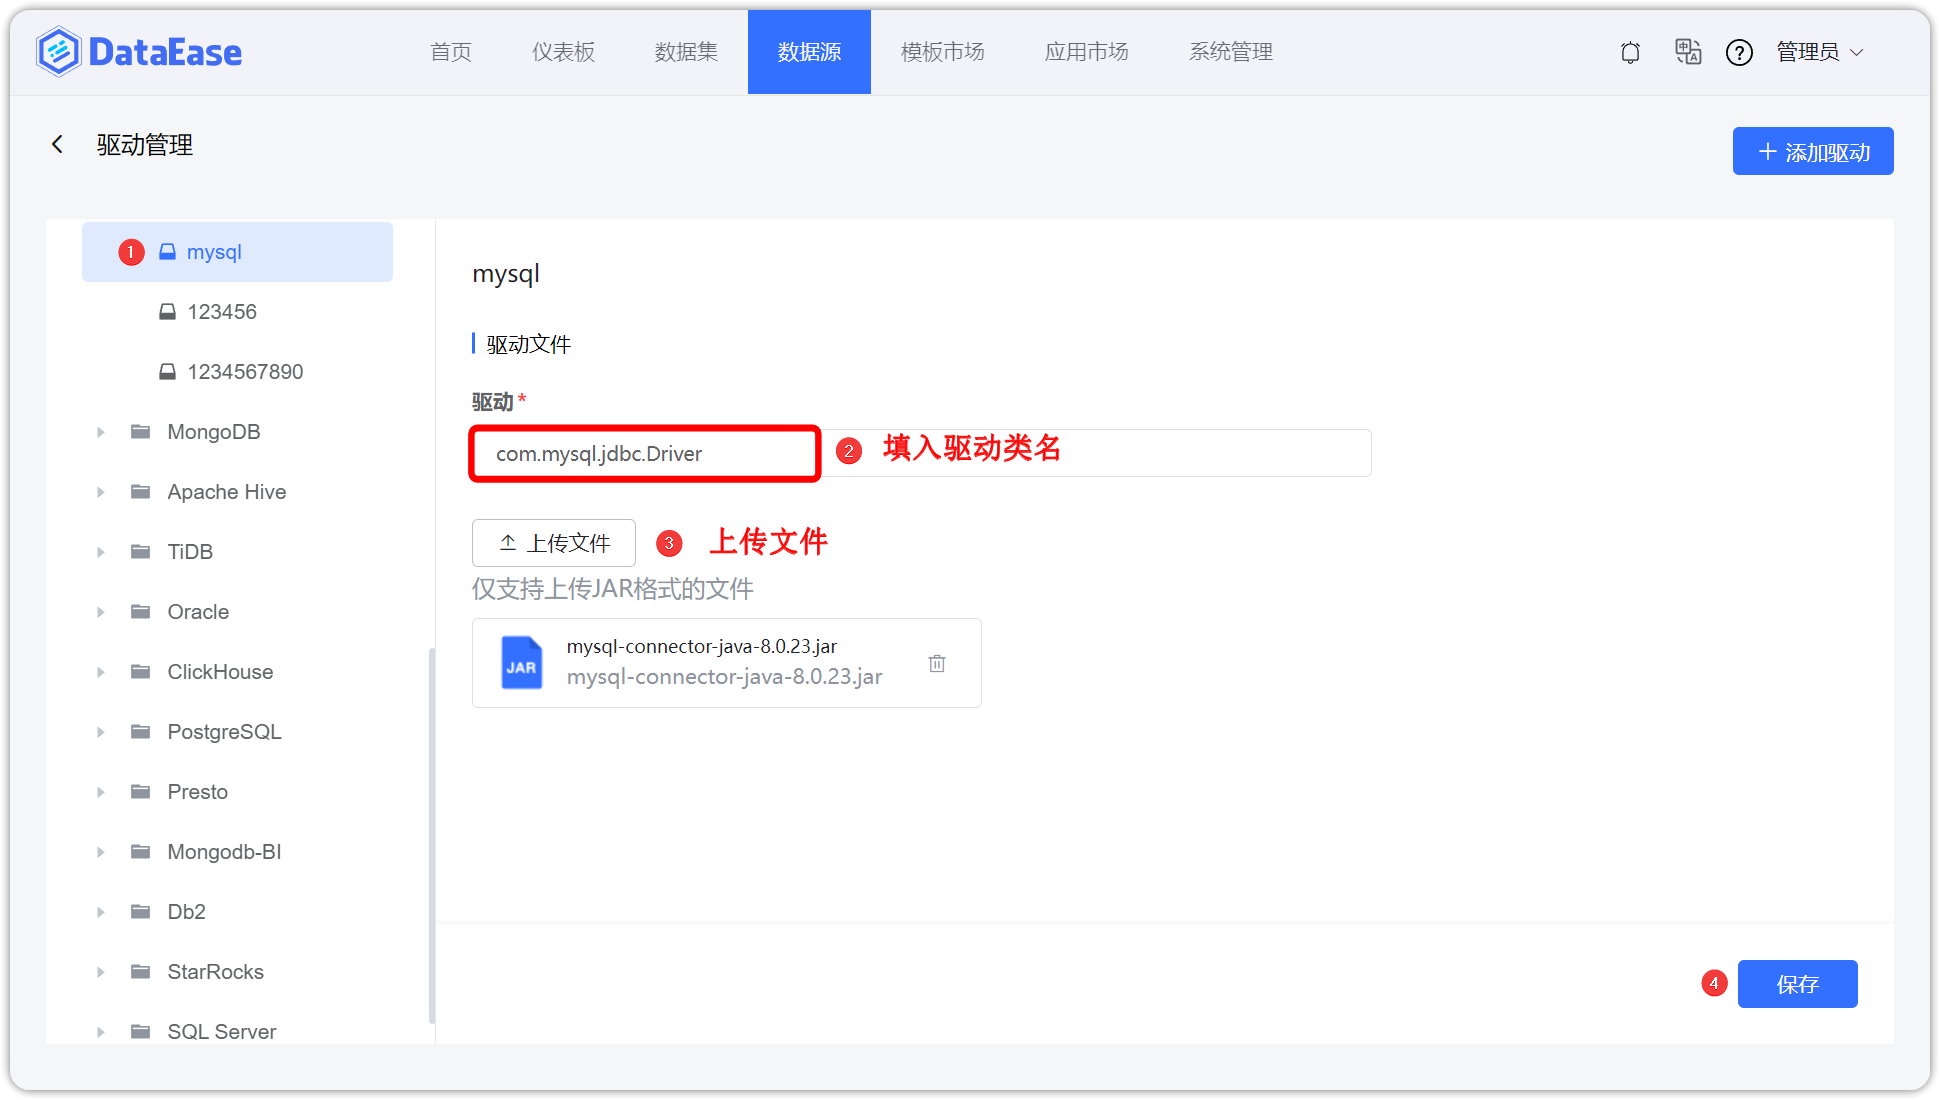 DataEase
首页
仪表板
数据集
数据源
模板市场
应用市场
系统管理
中 A
?
管理员
驱动管理
添加驱动
1 mysql
123456
1234567890
MongoDB
Apache Hive
TiDB
Oracle
ClickHouse
PostgreSQL
Presto
Mongodb-BI
Db2
StarRocks
SQL Server
mysql
驱动文件
驱动*
com.mysql.jdbc.Driver
2 填入驱动类名
上传文件
3 上传文件
仅支持上传JAR格式的文件
JAR
mysql-connector-java-8.0.23.jar
mysql-connector-java-8.0.23.jar
4 保存